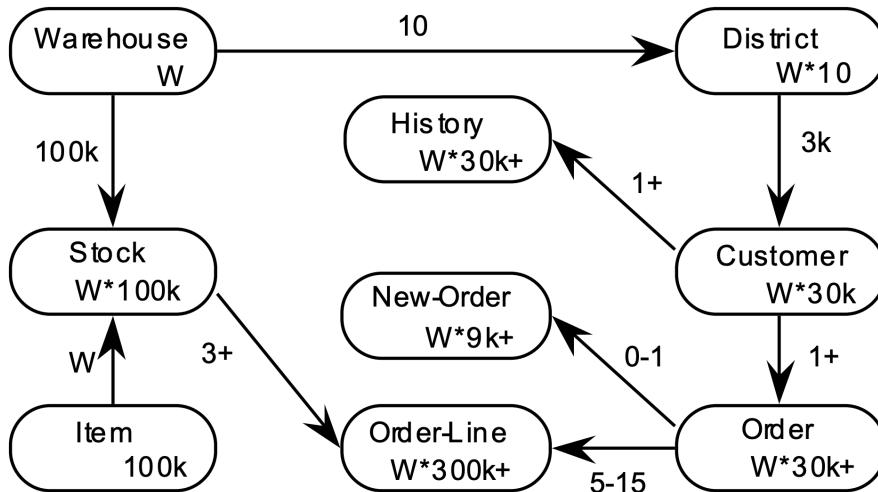 Warehouse
W
10
District
W*10
100k
History
W*30k+
3k
1+
Stock
W*100k
Customer
W*30k
New-Order
W*9k+
W
3+
0-1
1+
Item
100k
Order-Line
W*300k+
Order
W*30k+
5-15